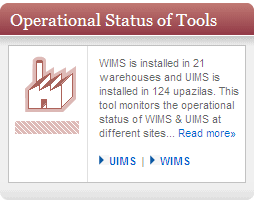 Operational Status of Tools
WIMS is installed in 21
warehouses and UIMS is
installed in 124 upazilas. This
tool monitors the operational
status of WIMS & UIMS at
different sites... Read more»
UIMS | WIMS